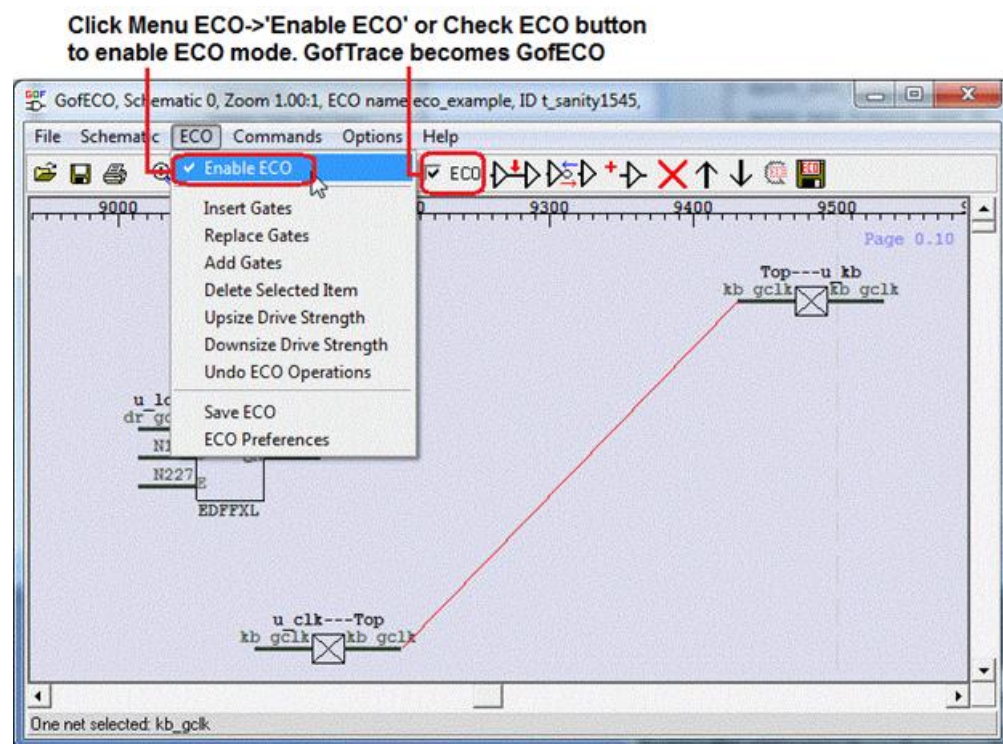 Click Menu ECO->'Enable ECO' or Check ECO button
to enable ECO mode. GofTrace becomes GofECO
GofECO, Schematic 0, Zoom 1.00:1, ECO name eco_example, ID t_sanity1545,
File Schematic ECO Commands Options Help
Enable ECO
ECO
Insert Gates
Replace Gates
Add Gates
Delete Selected Item
Upsize Drive Strength
Downsize Drive Strength
Undo ECO Operations
Save ECO
ECO Preferences
9000 9300 9400 9500
Page 0.10
Top---u_kb
kb_gclk kb_gclk
N227 E
EDFFXL
u_clk---Top
kb_gclk kb_gclk
One net selected: kb_gclk